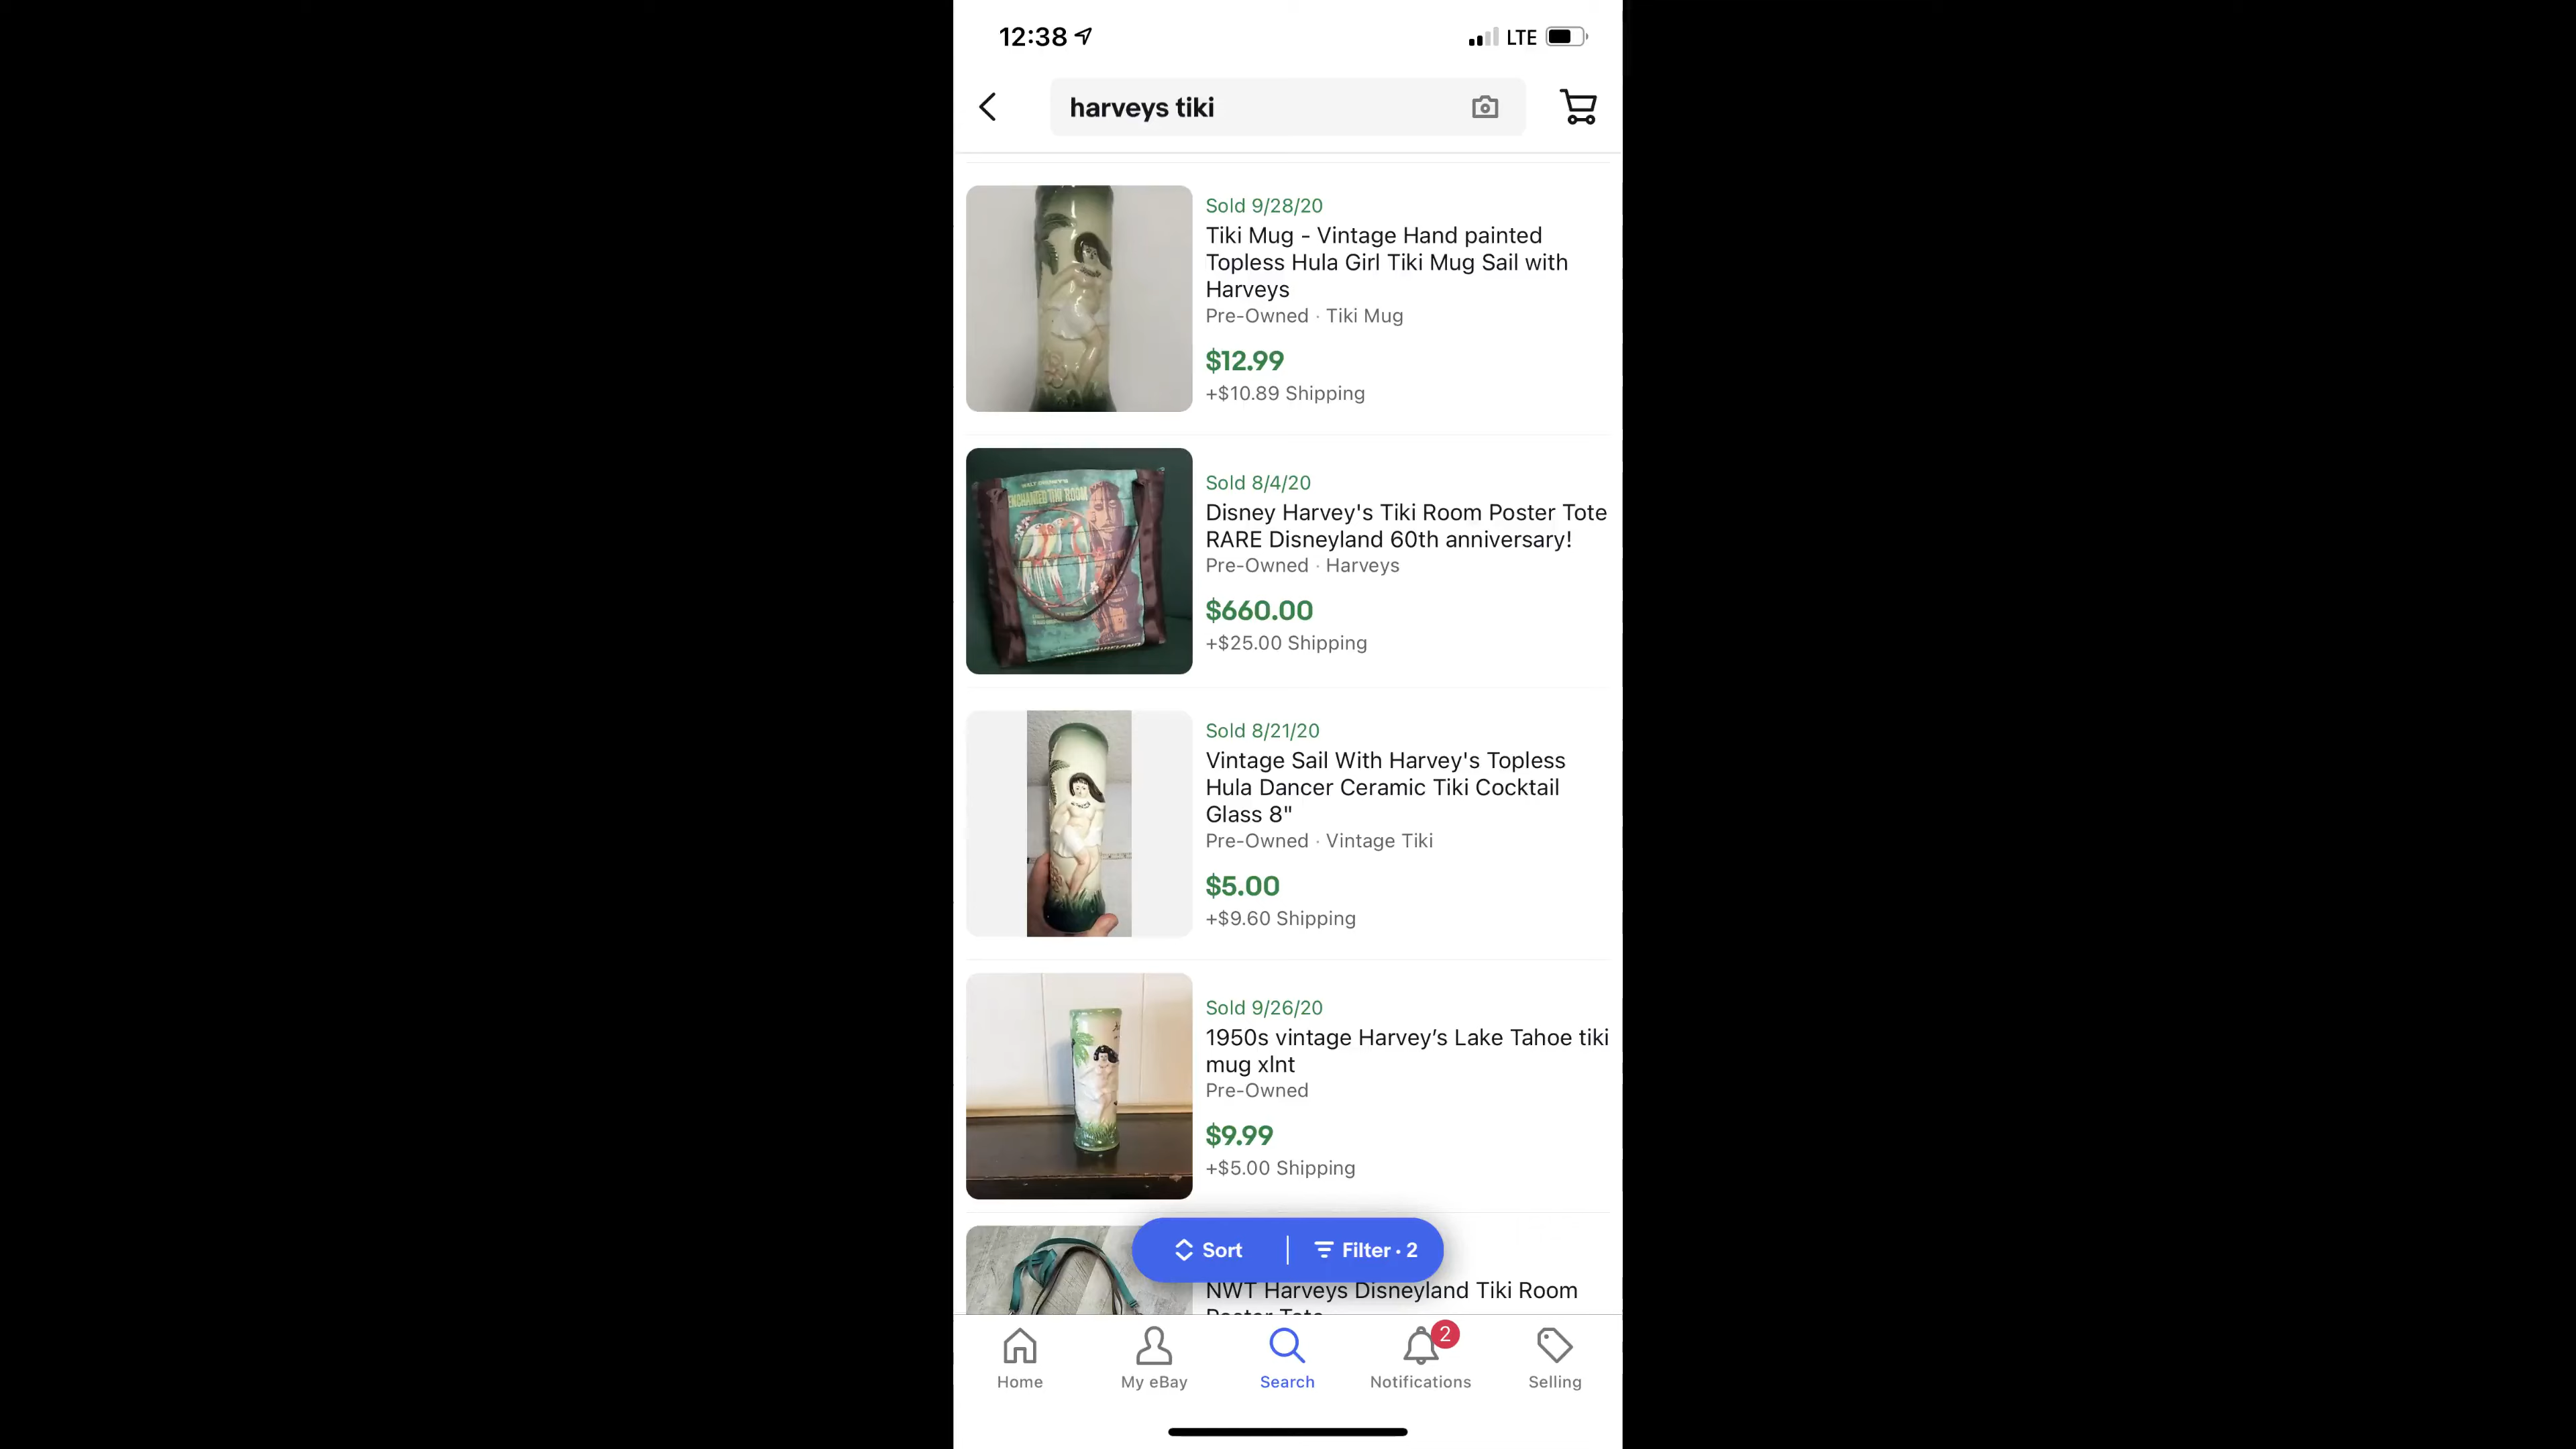 12:38
LTE
harveys tiki
Sold 9/28/20
Tiki Mug - Vintage Hand painted
Topless Hula Girl Tiki Mug Sail with
Harveys
Pre-Owned · Tiki Mug
$12.99
+$10.89 Shipping
ENCHANTED TIKI ROOM
Sold 8/4/20
Disney Harvey's Tiki Room Poster Tote
RARE Disneyland 60th anniversary!
Pre-Owned · Harveys
$660.00
+$25.00 Shipping
Sold 8/21/20
Vintage Sail With Harvey's Topless
Hula Dancer Ceramic Tiki Cocktail
Glass 8"
Pre-Owned · Vintage Tiki
$5.00
+$9.60 Shipping
Sold 9/26/20
1950s vintage Harvey’s Lake Tahoe tiki
mug xlnt
Pre-Owned
$9.99
+$5.00 Shipping
Sort
Filter · 2
NWT Harveys Disneyland Tiki Room
Poster Tote
2
Home
My eBay
Search
Notifications
Selling